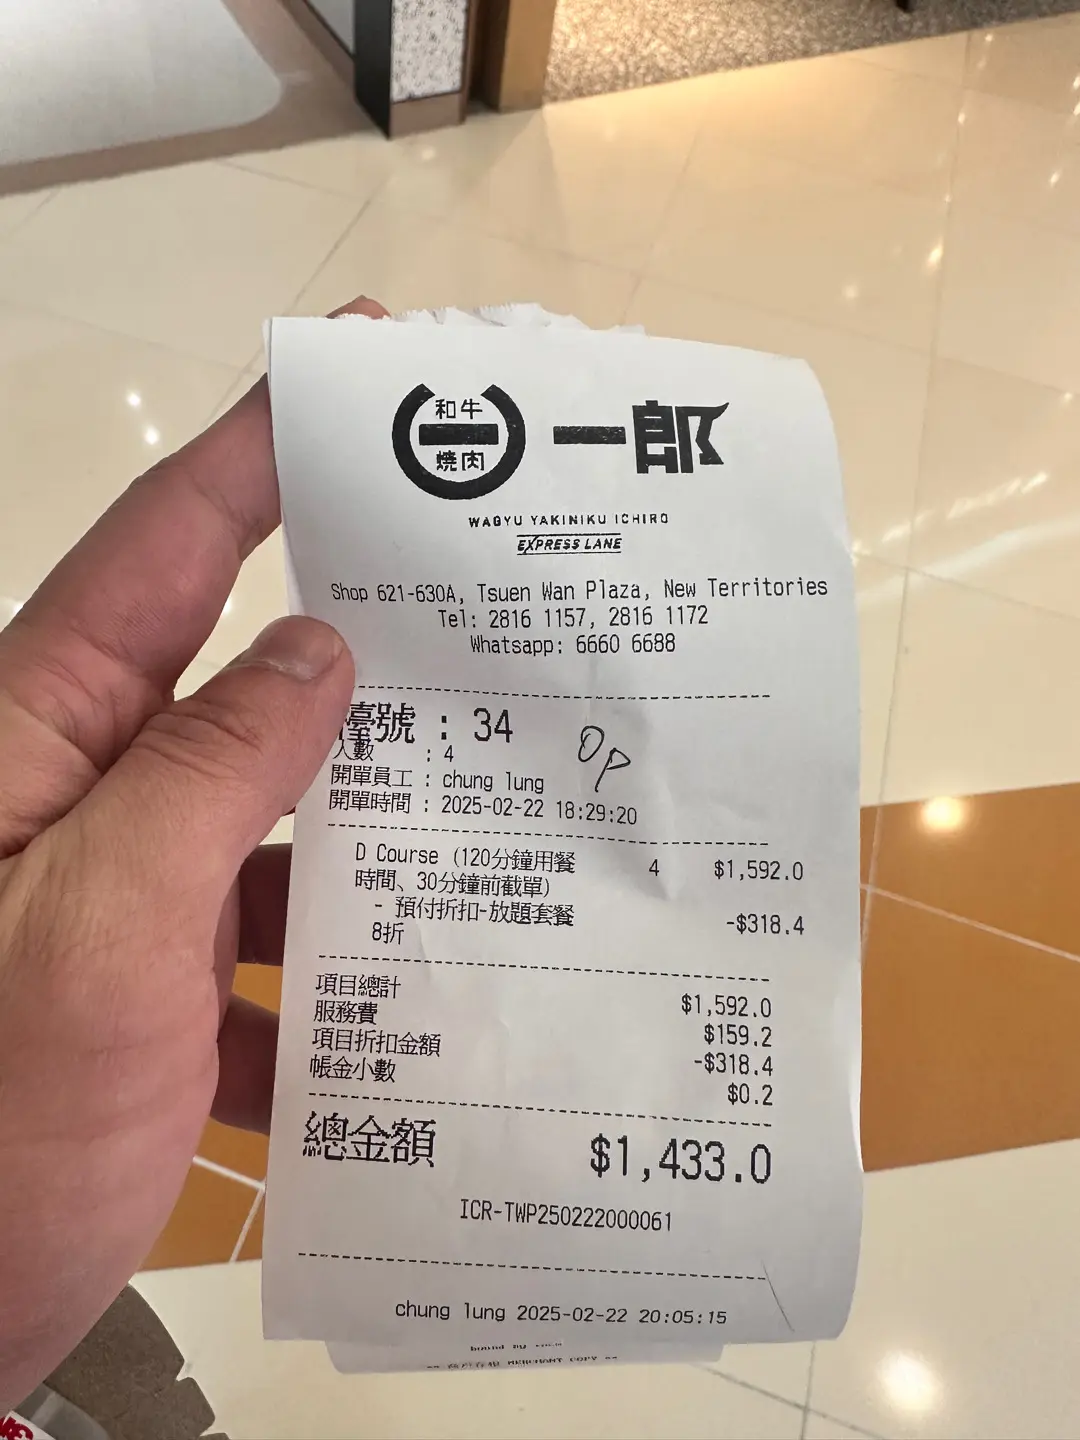 和牛
一
焼肉
一郎
WAGYU YAKINIKU ICHIRO
EXPRESS LANE
Shop 621-630A, Tsuen Wan Plaza, New Territories
Tel: 2816 1157, 2816 1172
Whatsapp: 6660 6688
檯號 : 34
Op
人數 : 4
開單員工 : chung lung
開單時間 : 2025-02-22 18:29:20
D Course (120分鐘用餐 4 $1,592.0
時間、30分鐘前截單)
- 預付折扣-放題套餐 -$318.4
8折
項目總計 $1,592.0
服務費 $159.2
項目折扣金額 -$318.4
帳金小數 $0.2
總金額 $1,433.0
ICR-TWP250222000061
chung lung 2025-02-22 20:05:15
MERCHANT COPY